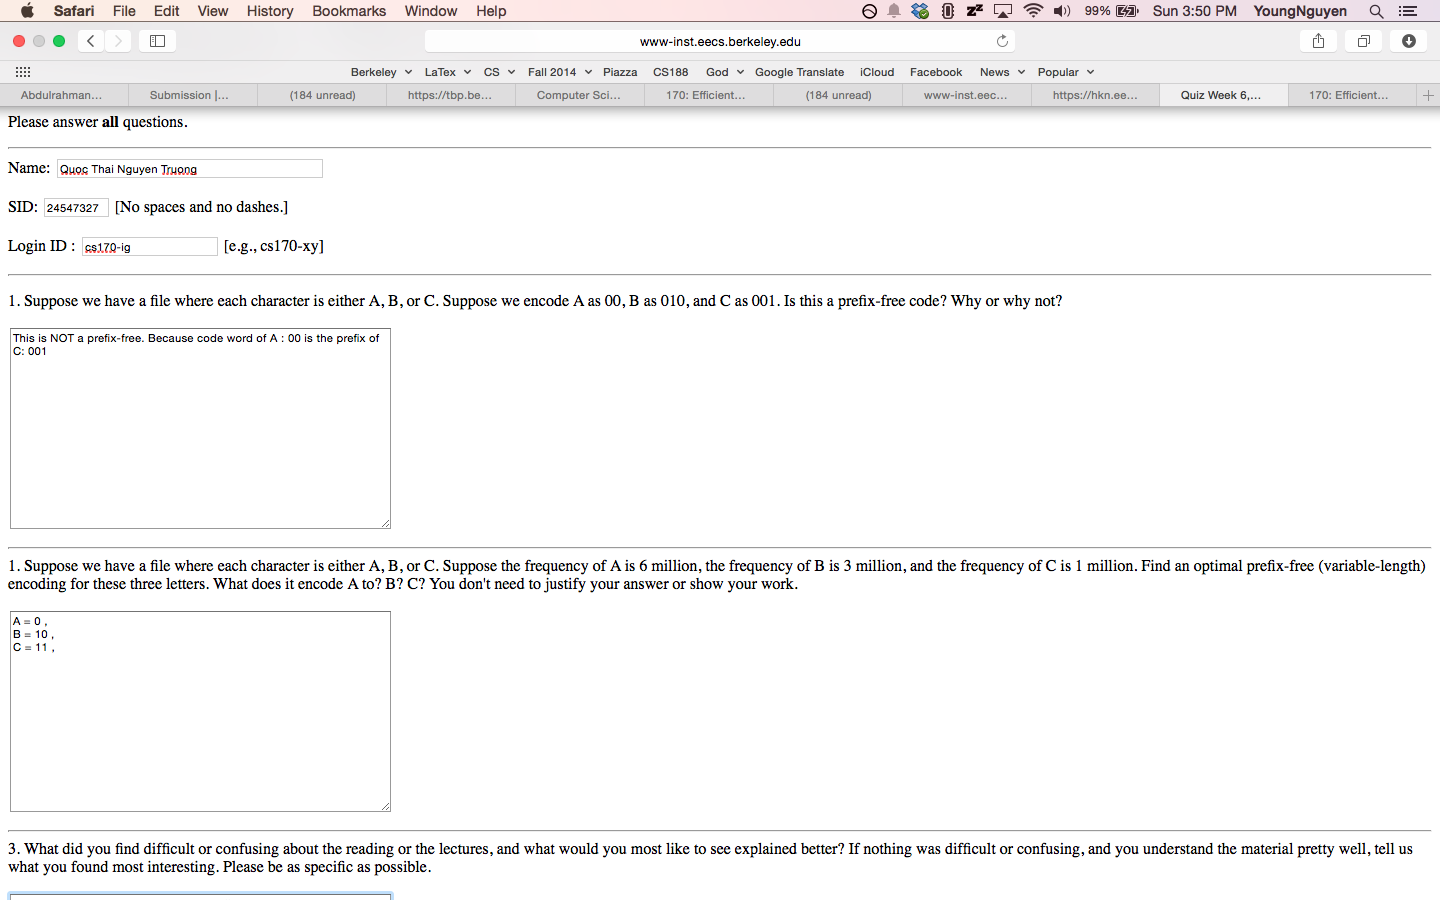 Safari File Edit View History Bookmarks Window Help 99% Sun 3:50 PM YoungNguyen
www-inst.eecs.berkeley.edu
Berkeley LaTex CS Fall 2014 Piazza CS188 God Google Translate iCloud Facebook News Popular
Abdulrahman... Submission |... (184 unread) https://tbp.be... Computer Sci... 170: Efficient... (184 unread) www-inst.eec... https://hkn.ee... Quiz Week 6,... 170: Efficient...
Please answer all questions.
Name: Quoc Thai Nguyen Truong
SID: 24547327 [No spaces and no dashes.]
Login ID : cs170-ig [e.g., cs170-xy]
1. Suppose we have a file where each character is either A, B, or C. Suppose we encode A as 00, B as 010, and C as 001. Is this a prefix-free code? Why or why not?
This is NOT a prefix-free. Because code word of A : 00 is the prefix of
C: 001
1. Suppose we have a file where each character is either A, B, or C. Suppose the frequency of A is 6 million, the frequency of B is 3 million, and the frequency of C is 1 million. Find an optimal prefix-free (variable-length)
encoding for these three letters. What does it encode A to? B? C? You don't need to justify your answer or show your work.
A = 0 ,
B = 10 ,
C = 11 ,
3. What did you find difficult or confusing about the reading or the lectures, and what would you most like to see explained better? If nothing was difficult or confusing, and you understand the material pretty well, tell us
what you found most interesting. Please be as specific as possible.